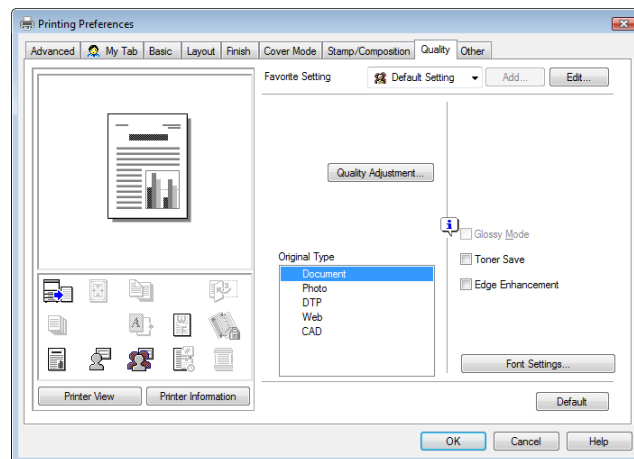 Printing Preferences
Advanced My Tab Basic Layout Finish Cover Mode Stamp/Composition Quality Other
Favorite Setting Default Setting Add... Edit...
Quality Adjustment...
Glossy Mode
Original Type
Toner Save
Document
Photo
Edge Enhancement
DTP
Web
CAD
Font Settings...
Printer View Printer Information
Default
OK Cancel Help